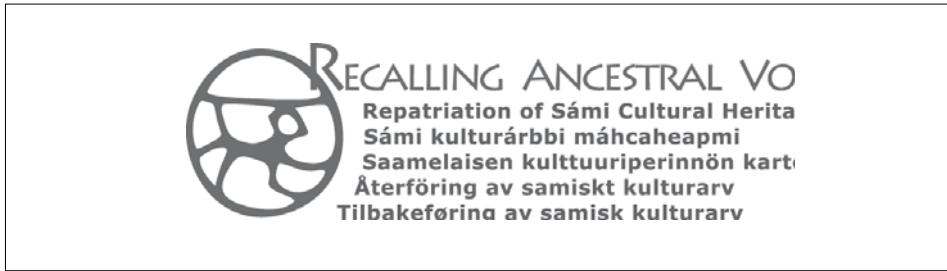 RECALLING ANCESTRAL VO
Repatriation of Sámi Cultural Herita
Sámi kulturárbbi máhcaheapmi
Saamelaisen kulttuuriperinnön kart
Återföring av samiskt kulturarv
Tilbakeføring av samisk kulturarv